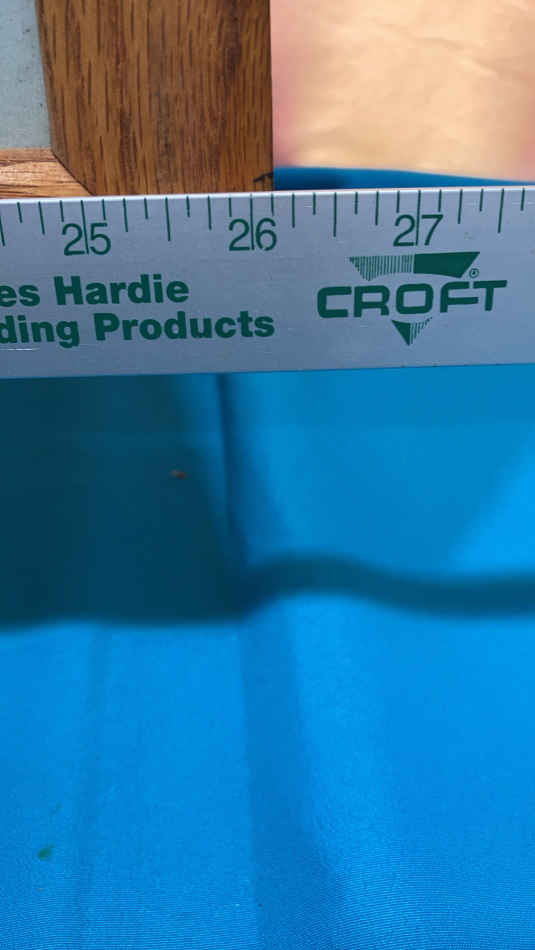 25 26 27
es Hardie
ding Products
CROFT®